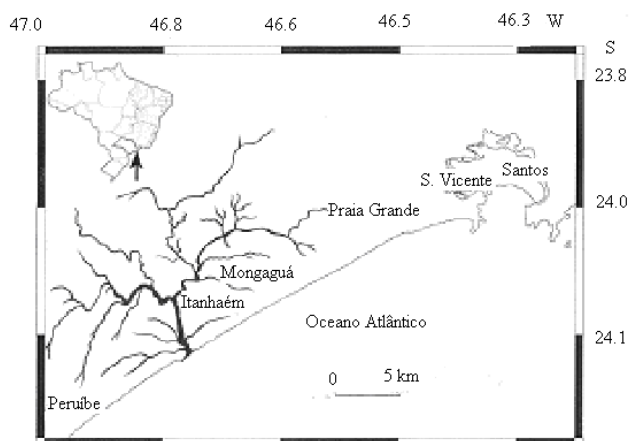 47.0 46.8 46.6 46.5 46.3 W
S
23.8
Santos
S. Vicente
Praia Grande
24.0
Mongaguá
Itanhaém
Oceano Atlântico
24.1
0 5 km
Peruíbe